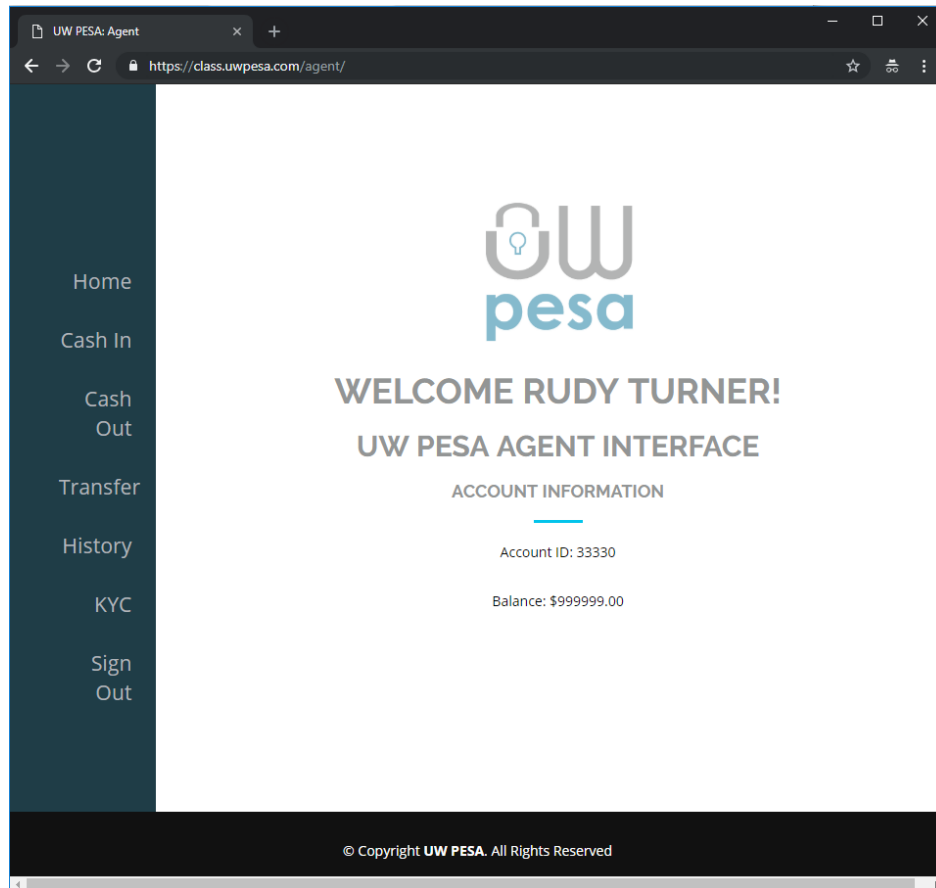 UW PESA: Agent
https://class.uwpesa.com/agent/
Home
Cash In
Cash
Out
Transfer
History
KYC
Sign
Out
UW
pesa
WELCOME RUDY TURNER!
UW PESA AGENT INTERFACE
ACCOUNT INFORMATION
Account ID: 33330
Balance: $999999.00
© Copyright UW PESA. All Rights Reserved